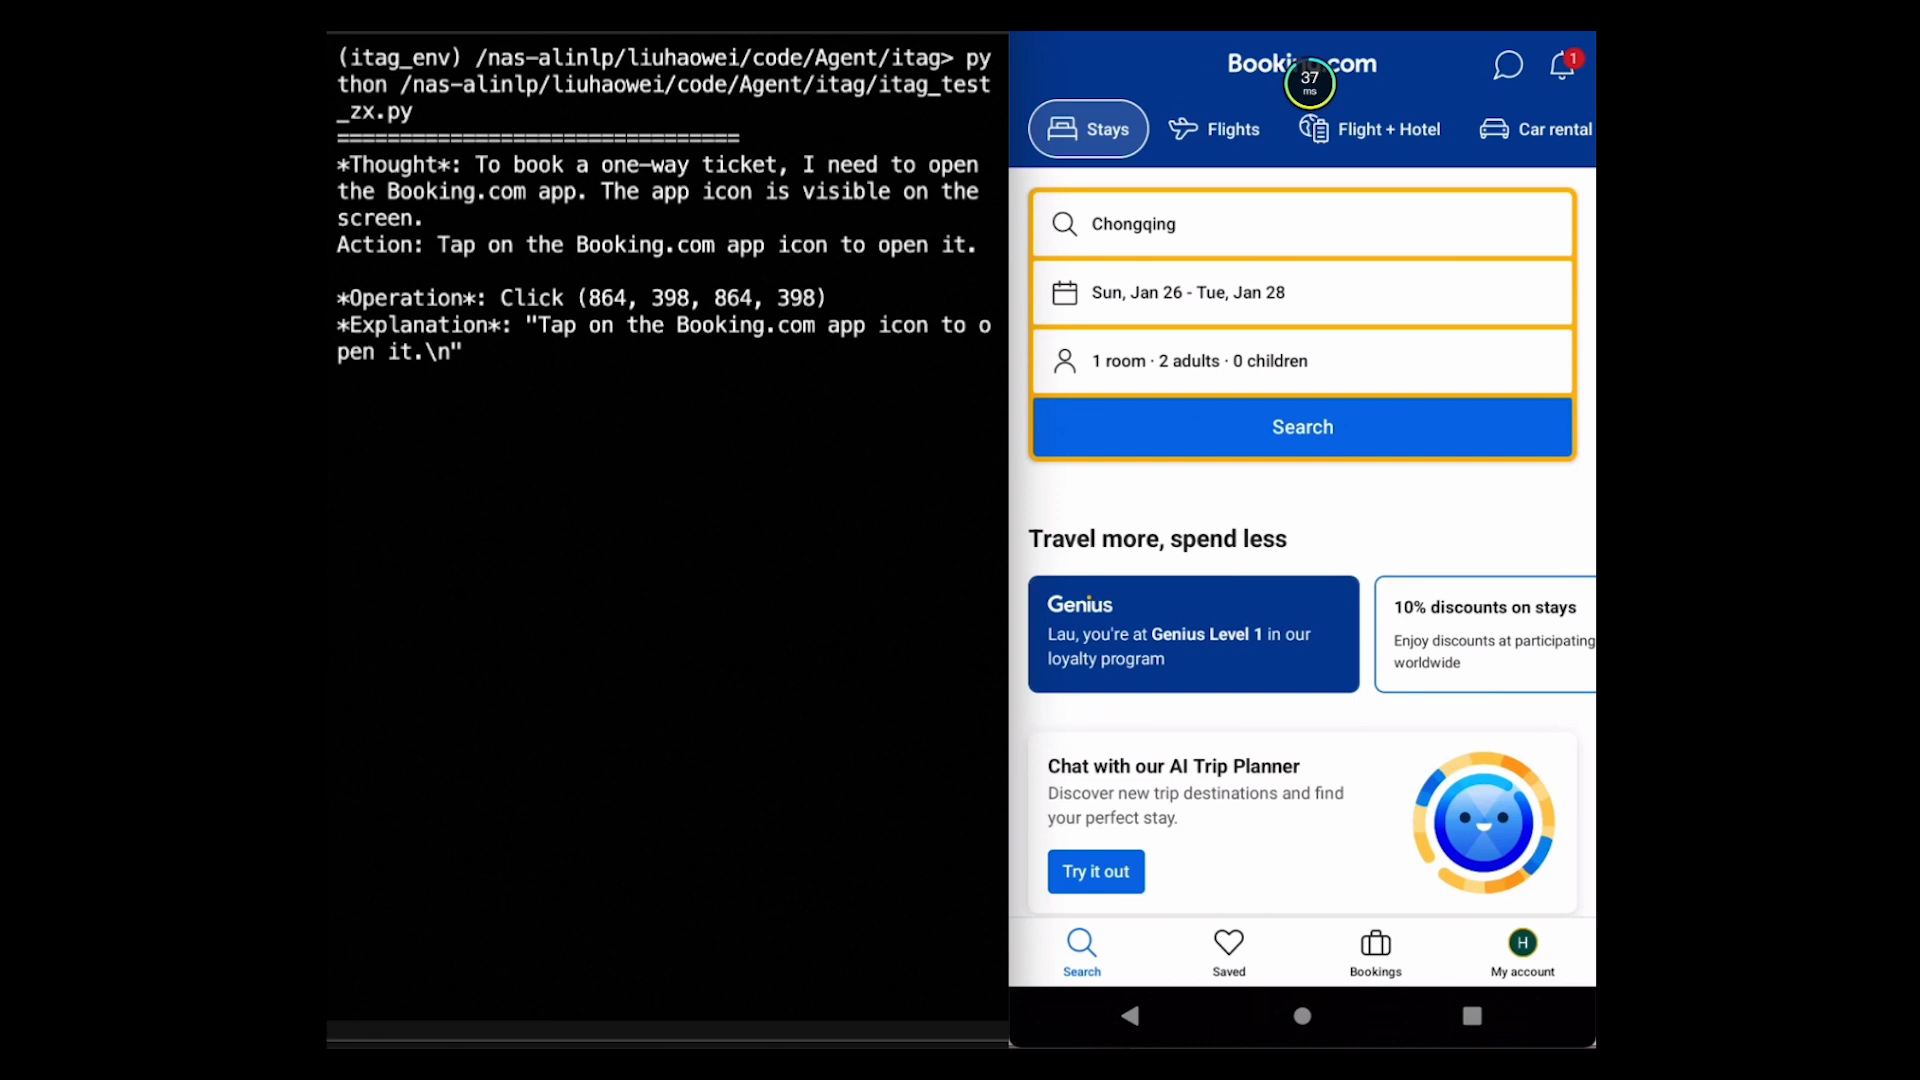 (itag_env) /nas-alinlp/liuhaowei/code/Agent/itag> py
thon /nas-alinlp/liuhaowei/code/Agent/itag/itag_test
_zx.py
================================
*Thought*: To book a one-way ticket, I need to open
the Booking.com app. The app icon is visible on the
screen.
Action: Tap on the Booking.com app icon to open it.
*Operation*: Click (864, 398, 864, 398)
*Explanation*: "Tap on the Booking.com app icon to o
pen it.\n"
Booking.com
1
37
ms
Stays
Flights
Flight + Hotel
Car rental
Chongqing
Sun, Jan 26 - Tue, Jan 28
1 room · 2 adults · 0 children
Search
Travel more, spend less
Genius
Lau, you're at Genius Level 1 in our
loyalty program
10% discounts on stays
Enjoy discounts at participating
worldwide
Chat with our AI Trip Planner
Discover new trip destinations and find
your perfect stay.
Try it out
Search
Saved
Bookings
H
My account